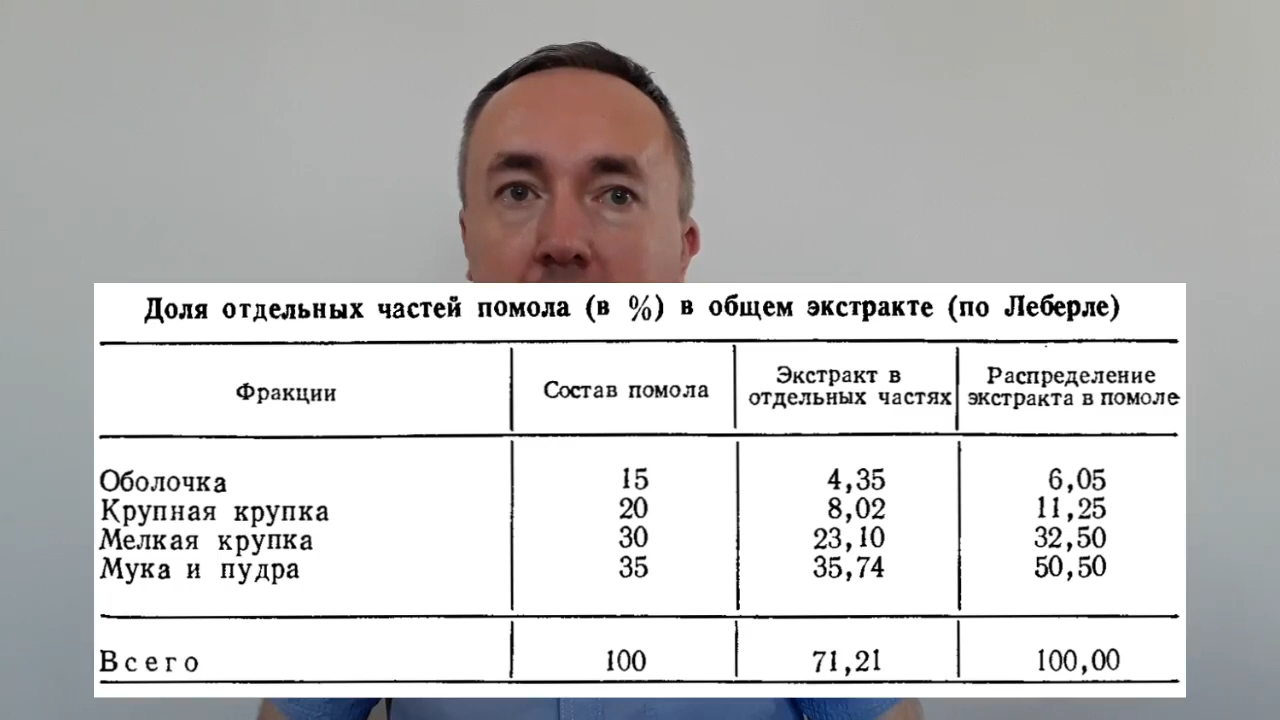 Доля отдельных частей помола (в %) в общем экстракте (по Леберле)
Фракции Состав помола Экстракт в отдельных частях Распределение экстракта в помоле
Оболочка 15 4,35 6,05
Крупная крупка 20 8,02 11,25
Мелкая крупка 30 23,10 32,50
Мука и пудра 35 35,74 50,50
Всего 100 71,21 100,00